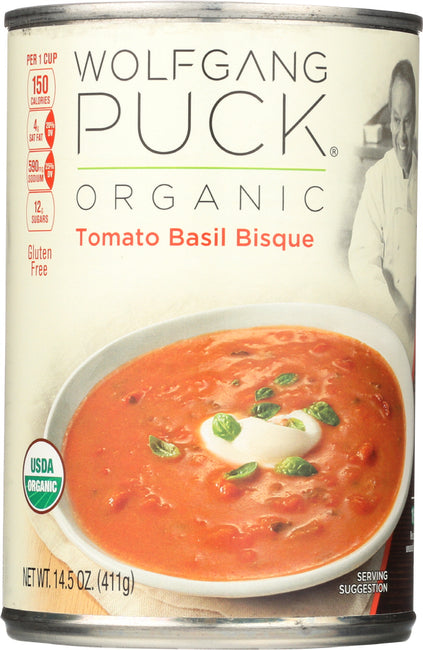 PER 1 CUP
150
CALORIES
4g
SAT FAT
20%
DV
590mg
SODIUM
25%
DV
12g
SUGARS
Gluten
Free
WOLFGANG
PUCK®
ORGANIC
Tomato Basil Bisque
USDA
ORGANIC
NET WT. 14.5 OZ. (411g)
SERVING
SUGGESTION